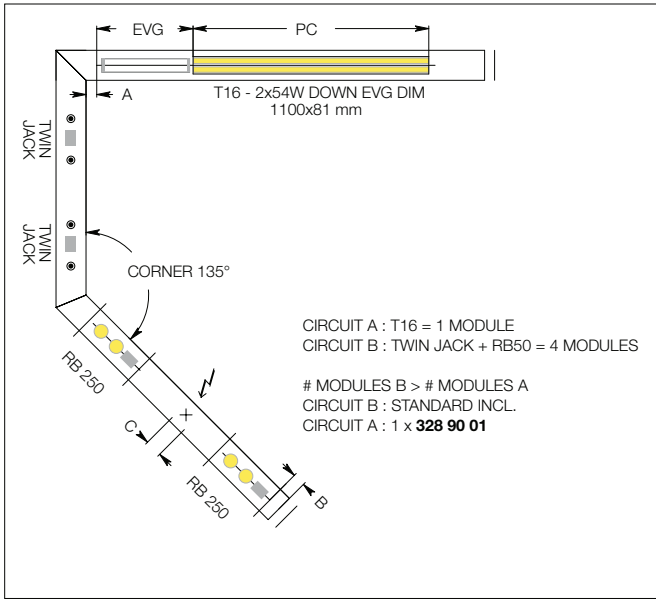 EVG
PC
T16 - 2x54W DOWN EVG DIM
1100x81 mm
A
TWIN
JACK
TWIN
JACK
CORNER 135°
RB 250
C
RB 250
B
CIRCUIT A : T16 = 1 MODULE
CIRCUIT B : TWIN JACK + RB50 = 4 MODULES
# MODULES B > # MODULES A
CIRCUIT B : STANDARD INCL.
CIRCUIT A : 1 x 328 90 01